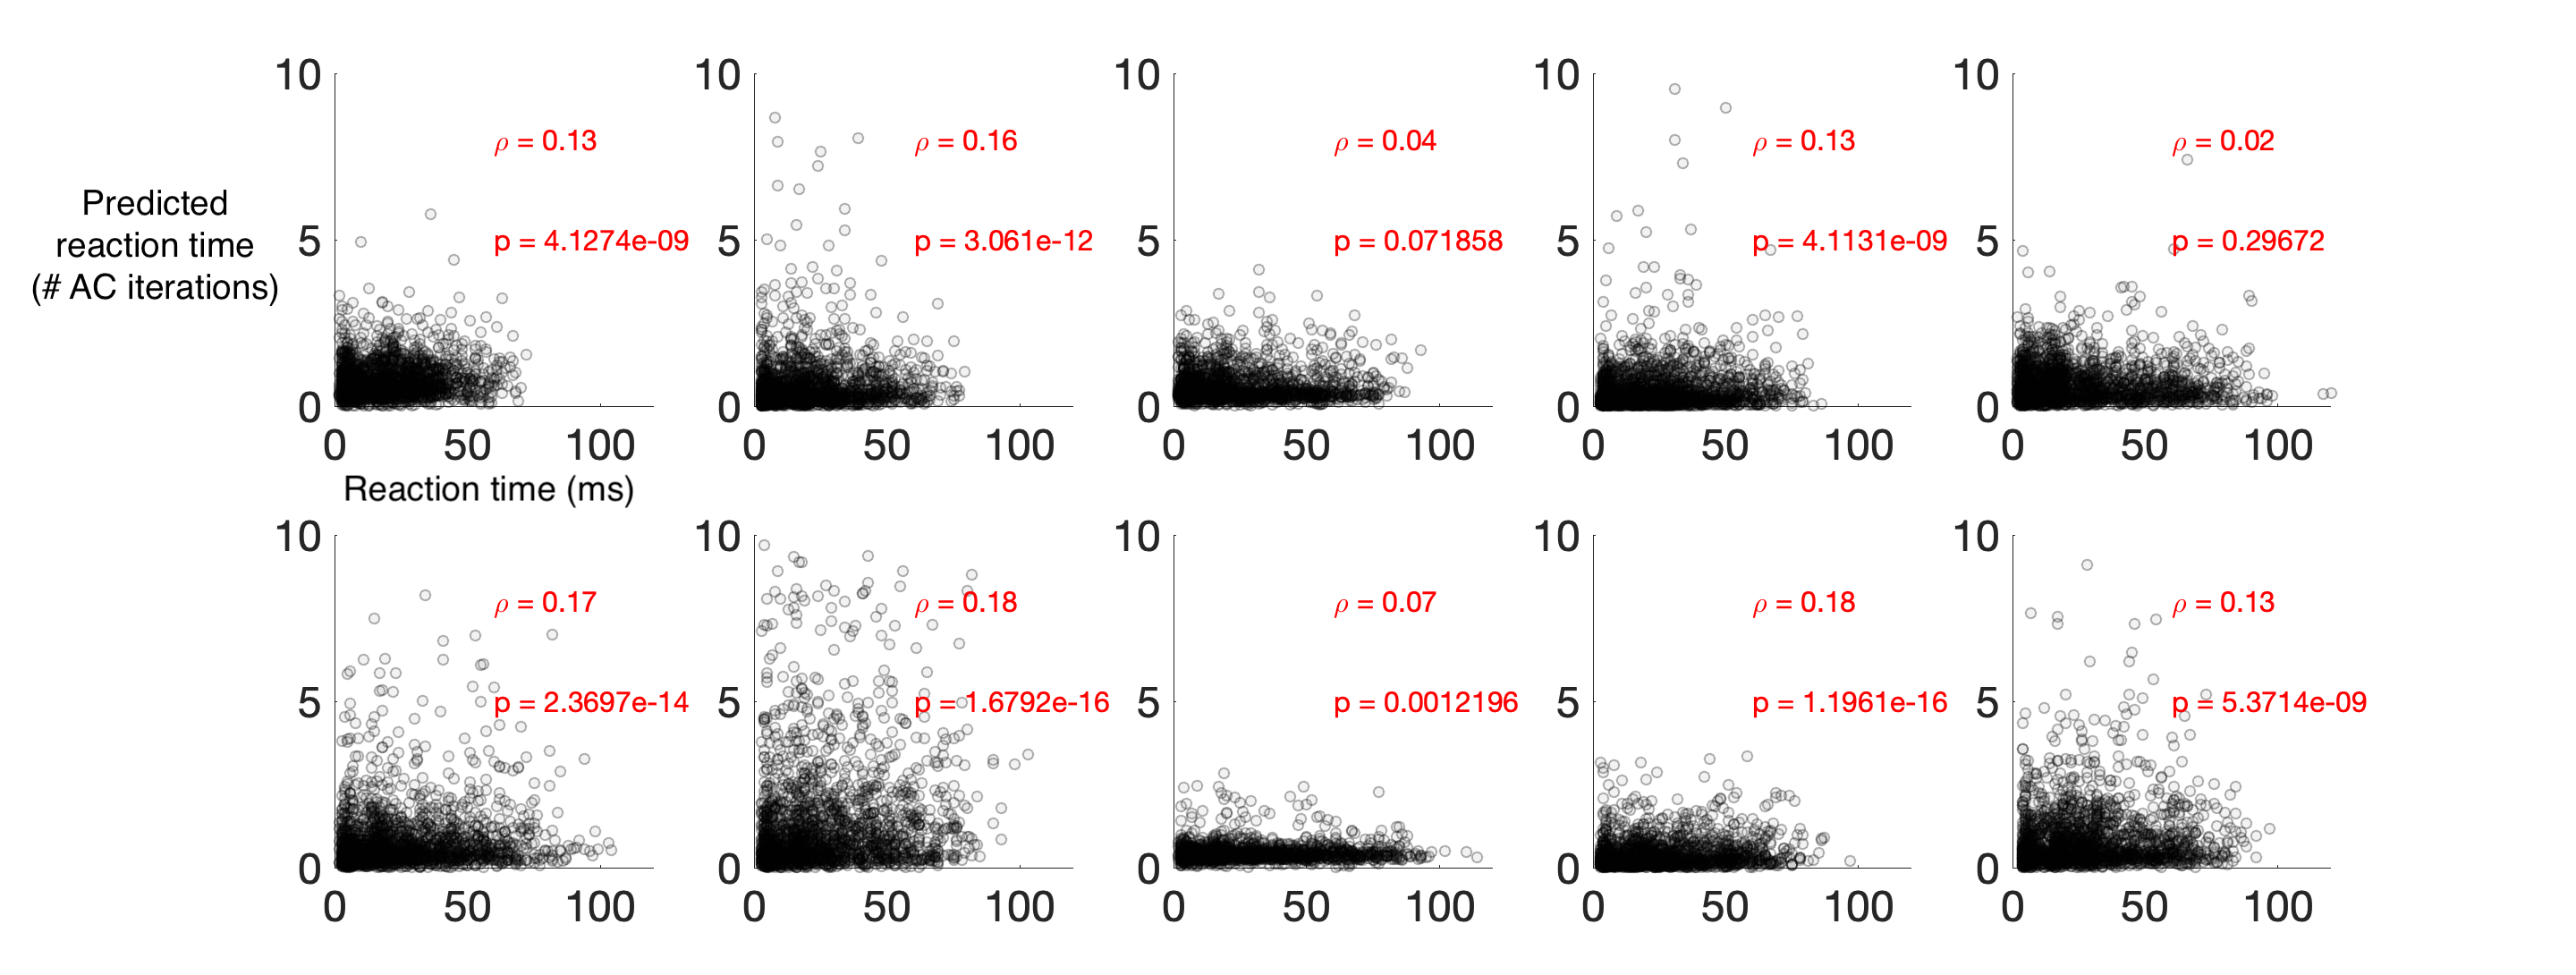 10
5
0
0 50 100
ρ = 0.13
p = 4.1274e-09
Predicted
reaction time
(# AC iterations)
Reaction time (ms)
10
5
0
0 50 100
ρ = 0.16
p = 3.061e-12
10
5
0
0 50 100
ρ = 0.04
p = 0.071858
10
5
0
0 50 100
ρ = 0.13
p = 4.1131e-09
10
5
0
0 50 100
ρ = 0.02
p = 0.29672
10
5
0
0 50 100
ρ = 0.17
p = 2.3697e-14
10
5
0
0 50 100
ρ = 0.18
p = 1.6792e-16
10
5
0
0 50 100
ρ = 0.07
p = 0.0012196
10
5
0
0 50 100
ρ = 0.18
p = 1.1961e-16
10
5
0
0 50 100
ρ = 0.13
p = 5.3714e-09